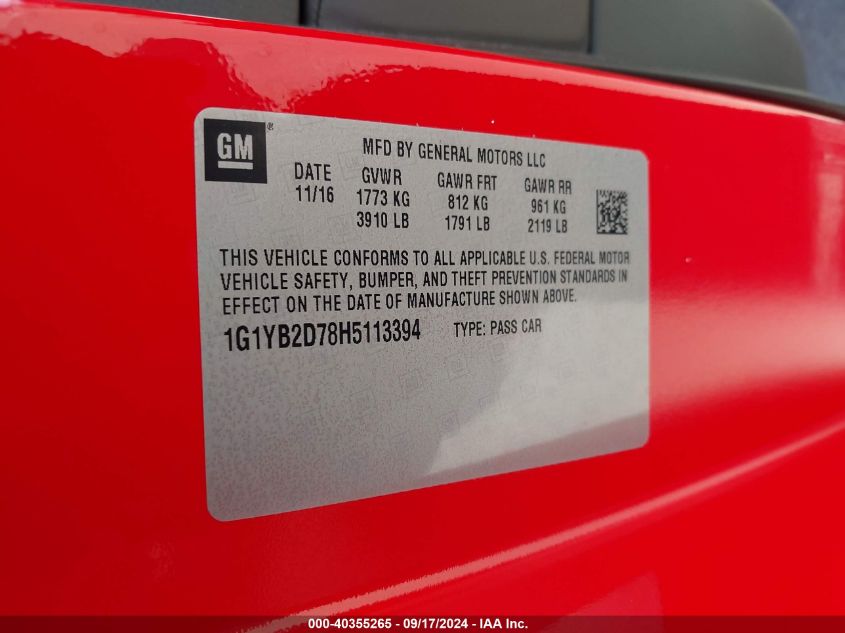 GM ®
MFD BY GENERAL MOTORS LLC
DATE GVWR GAWR FRT GAWR RR
11/16 1773 KG 812 KG 961 KG
3910 LB 1791 LB 2119 LB
THIS VEHICLE CONFORMS TO ALL APPLICABLE U.S. FEDERAL MOTOR
VEHICLE SAFETY, BUMPER, AND THEFT PREVENTION STANDARDS IN
EFFECT ON THE DATE OF MANUFACTURE SHOWN ABOVE.
1G1YB2D78H5113394 TYPE: PASS CAR
000-40355265 - 09/17/2024 - IAA Inc.